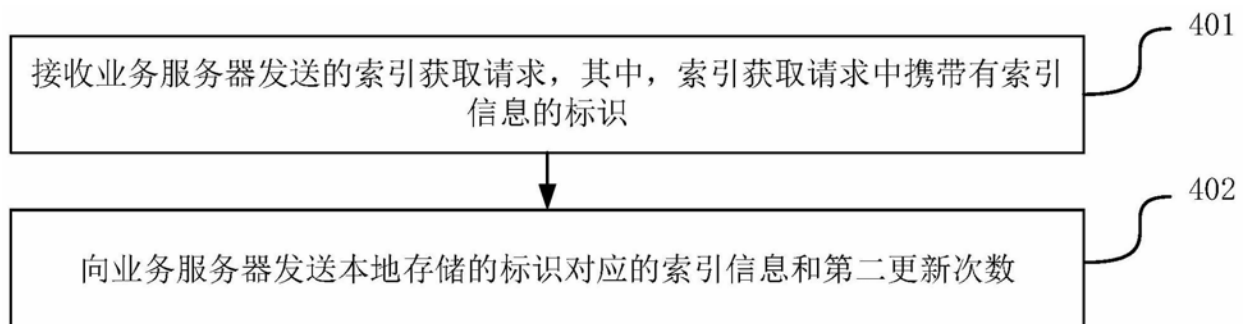 401
接收业务服务器发送的索引获取请求，其中，索引获取请求中携带有索引
信息的标识
402
向业务服务器发送本地存储的标识对应的索引信息和第二更新次数